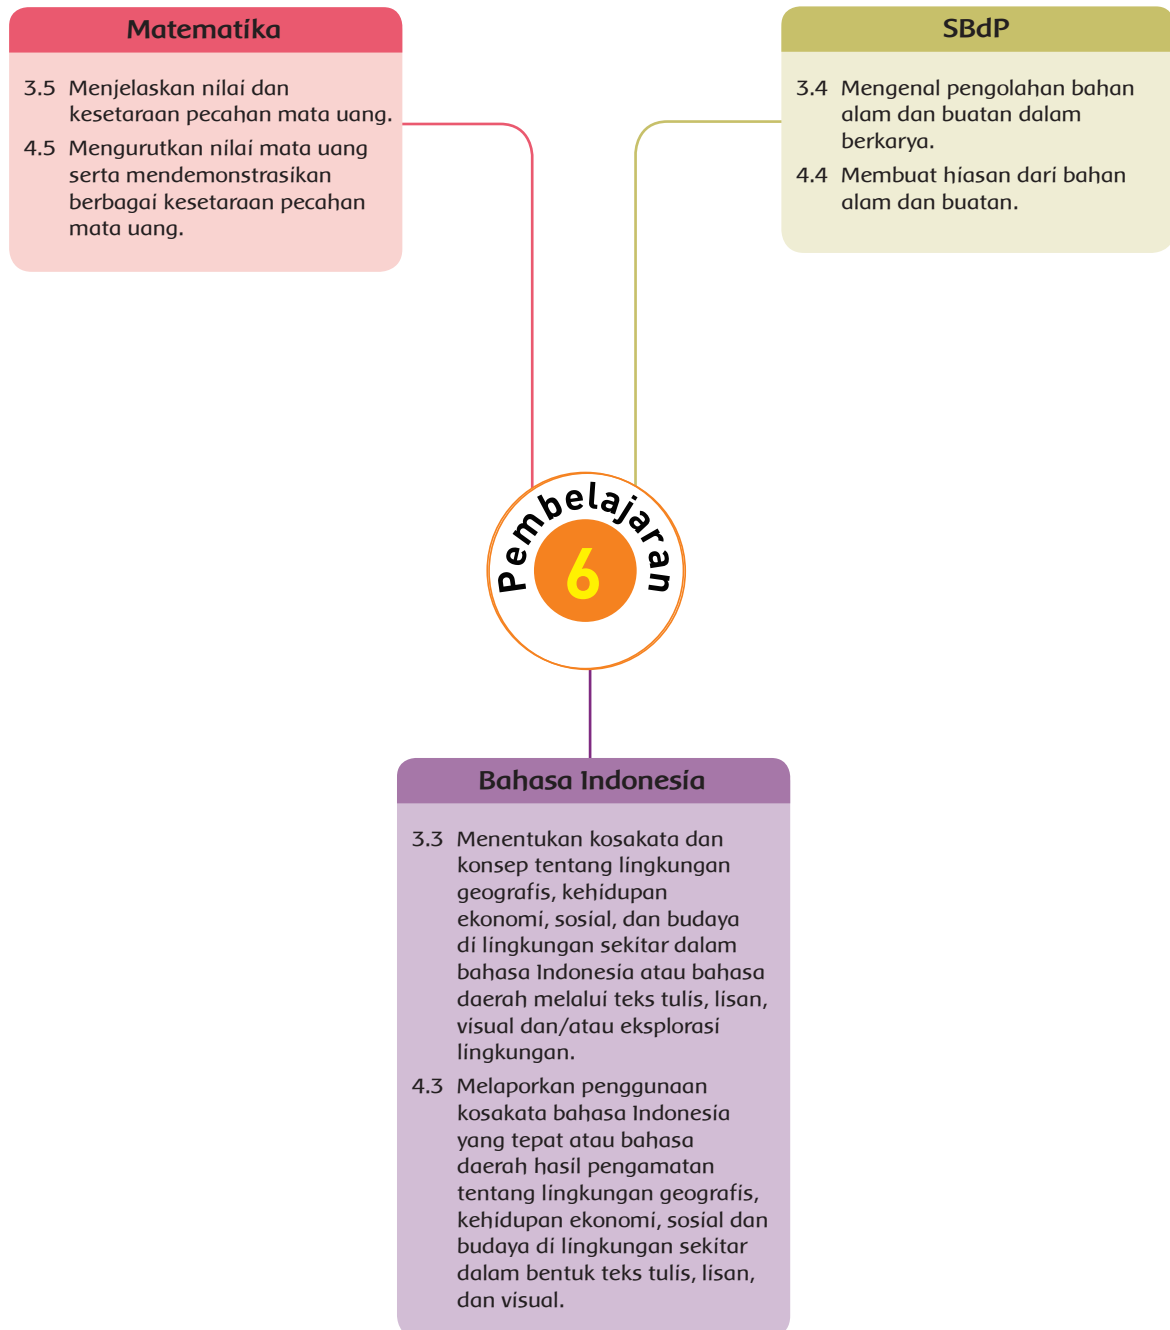 Matematika
3.5 Menjelaskan nilai dan
kesetaraan pecahan mata uang.
4.5 Mengurutkan nilai mata uang
serta mendemonstrasikan
berbagai kesetaraan pecahan
mata uang.
SBdP
3.4 Mengenal pengolahan bahan
alam dan buatan dalam
berkarya.
4.4 Membuat hiasan dari bahan
alam dan buatan.
Pembelajaran
6
Bahasa Indonesia
3.3 Menentukan kosakata dan
konsep tentang lingkungan
geografis, kehidupan
ekonomi, sosial, dan budaya
di lingkungan sekitar dalam
bahasa Indonesia atau bahasa
daerah melalui teks tulis, lisan,
visual dan/atau eksplorasi
lingkungan.
4.3 Melaporkan penggunaan
kosakata bahasa Indonesia
yang tepat atau bahasa
daerah hasil pengamatan
tentang lingkungan geografis,
kehidupan ekonomi, sosial dan
budaya di lingkungan sekitar
dalam bentuk teks tulis, lisan,
dan visual.